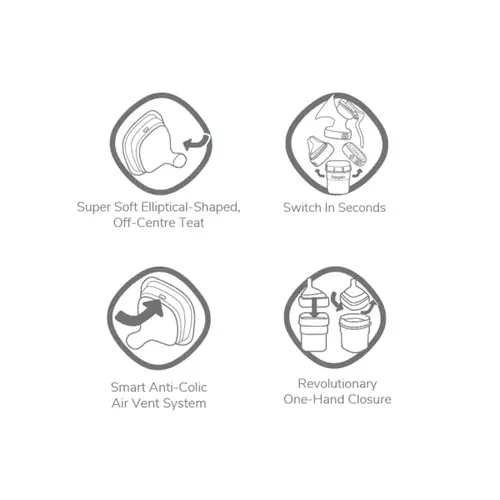 Super Soft Elliptical-Shaped,
Off-Centre Teat
Switch In Seconds
Smart Anti-Colic
Air Vent System
Revolutionary
One-Hand Closure